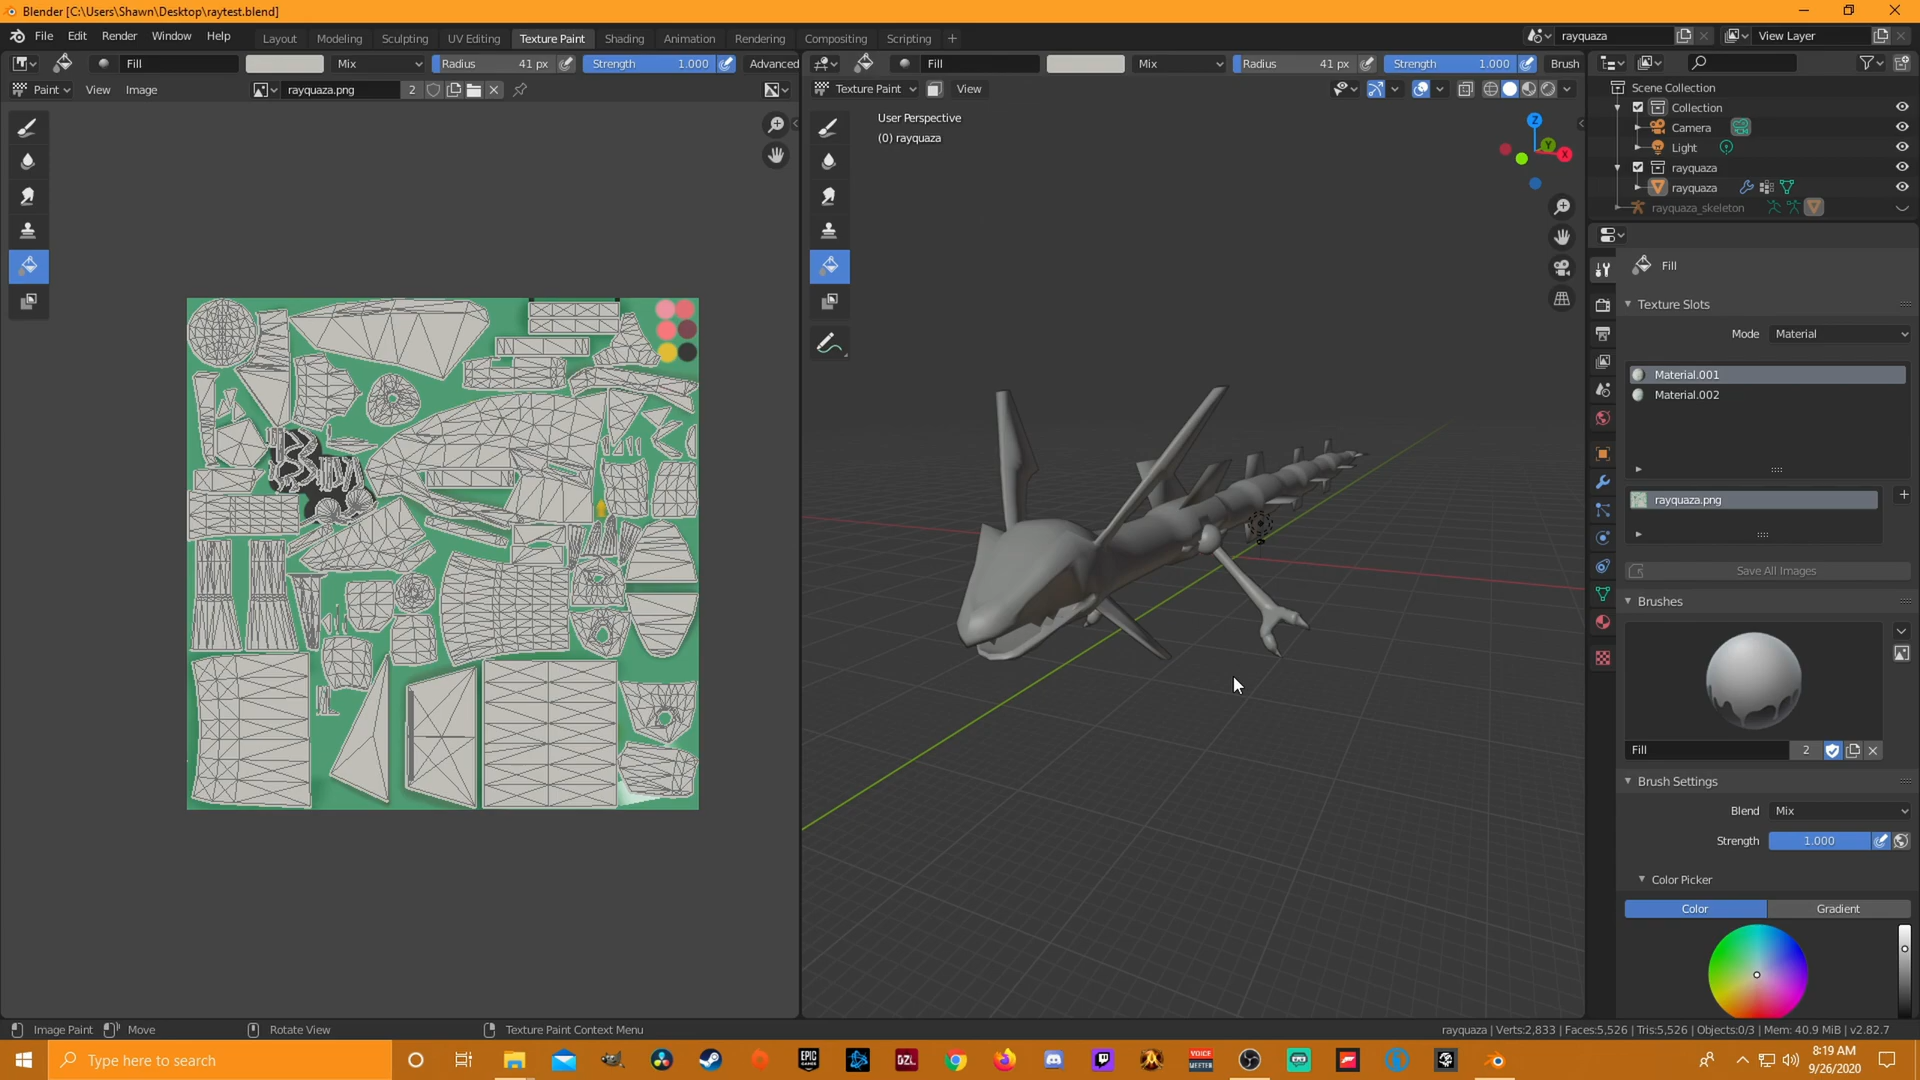 Blender [C:\Users\Shawn\Desktop\raytest.blend]
File Edit Render Window Help
Layout Modeling Sculpting UV Editing Texture Paint Shading Animation Rendering Compositing Scripting +
rayquaza
View Layer
Fill Mix Radius 41 px Strength 1.000 Advanced
Fill Mix Radius 41 px Strength 1.000 Brush
Paint View Image rayquaza.png 2
Texture Paint View
User Perspective
(0) rayquaza
Z
Y
X
Scene Collection
Collection
Camera
Light
rayquaza
rayquaza
rayquaza_skeleton
Fill
Texture Slots
Mode Material
Material.001
Material.002
rayquaza.png
Save All Images
Brushes
Fill 2
Brush Settings
Blend Mix
Strength 1.000
Color Picker
Color Gradient
Image Paint Move Rotate View Texture Paint Context Menu
rayquaza | Verts:2,833 | Faces:5,526 | Tris:5,526 | Objects:0/3 | Mem: 40.9 MiB | v2.82.7
Type here to search
EPIC GAMES
DZL
VOICE MEETER
8:19 AM
9/26/2020